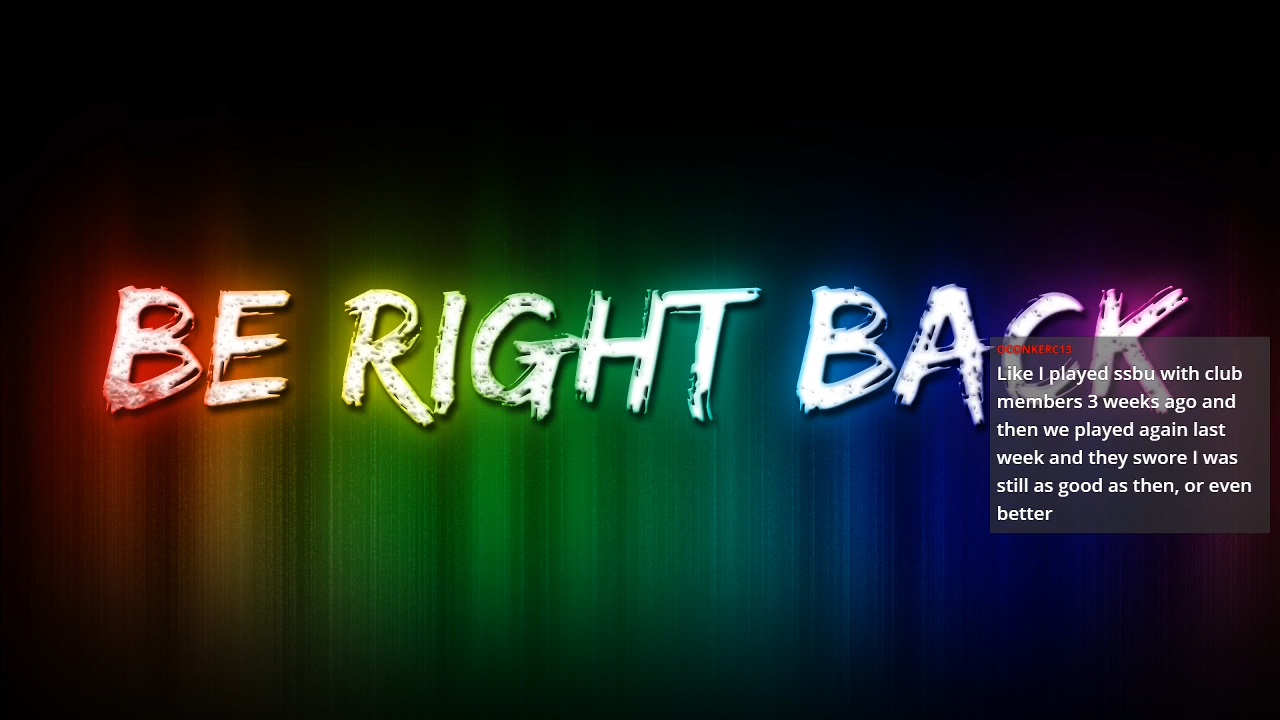 BE RIGHT BACK
0CONKERC13
Like I played ssbu with club
members 3 weeks ago and
then we played again last
week and they swore I was
still as good as then, or even
better